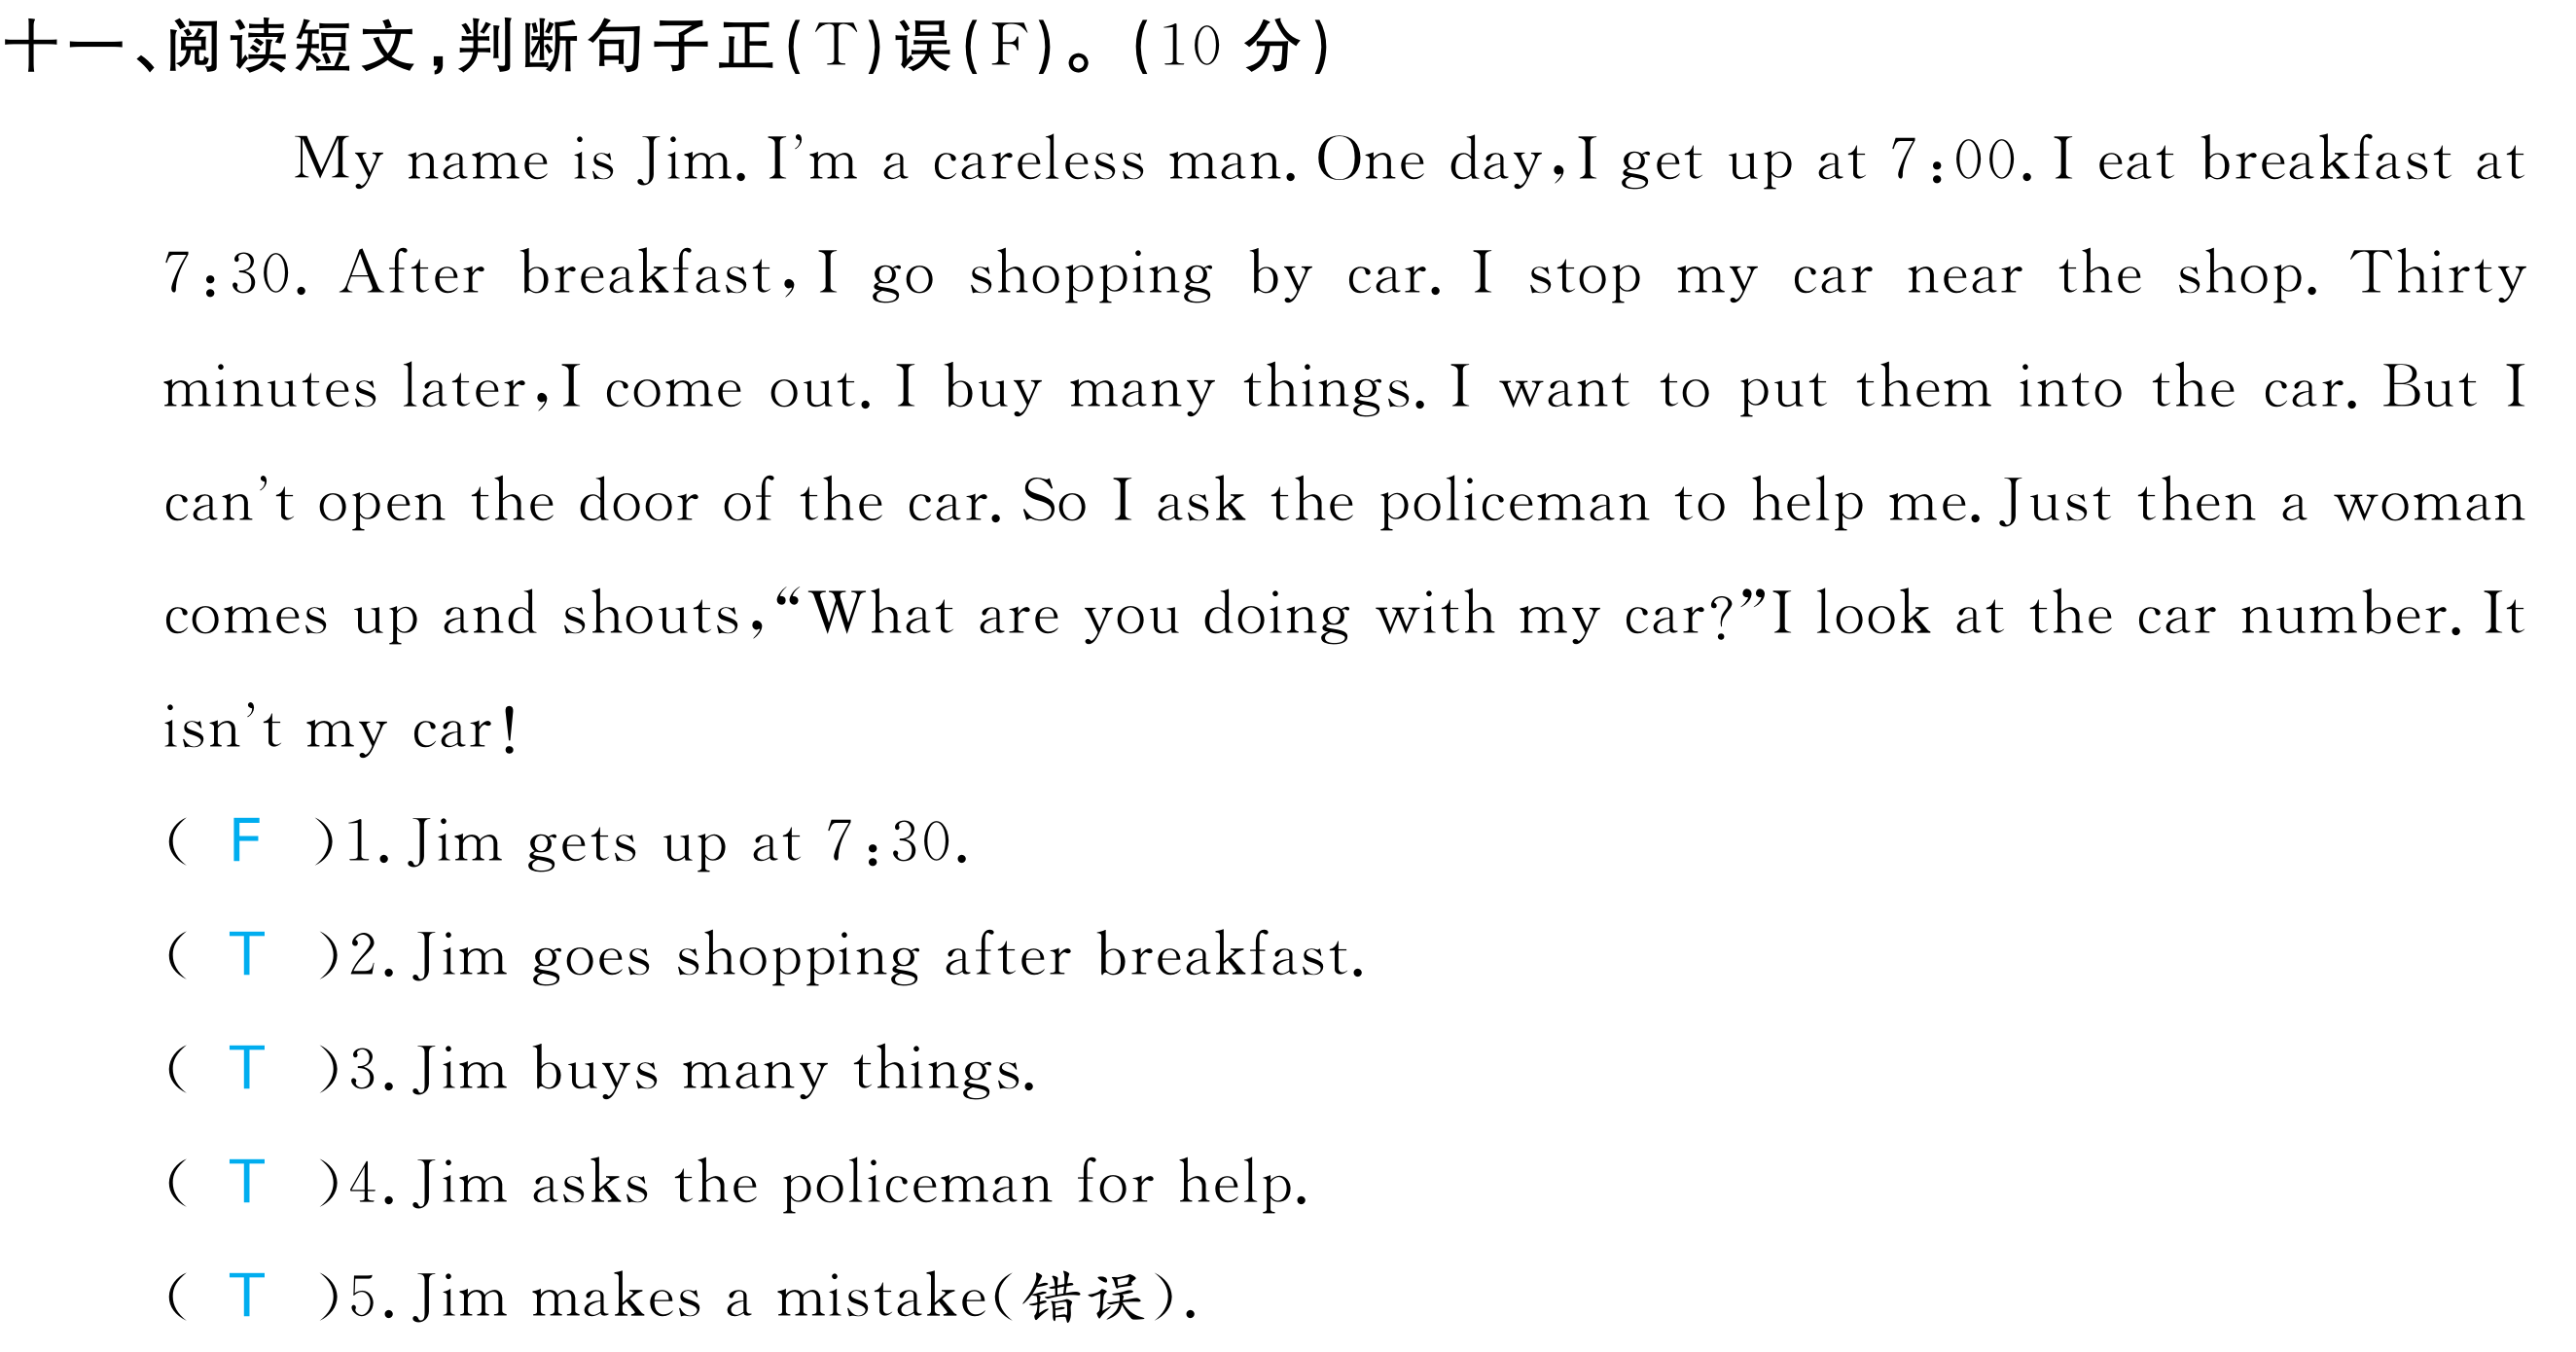 十一、阅读短文,判断句子正(T)误(F)。(10 分)
My name is Jim. I'm a careless man. One day, I get up at 7:00. I eat breakfast at
7:30. After breakfast, I go shopping by car. I stop my car near the shop. Thirty
minutes later, I come out. I buy many things. I want to put them into the car. But I
can't open the door of the car. So I ask the policeman to help me. Just then a woman
comes up and shouts, “What are you doing with my car?” I look at the car number. It
isn't my car!
( F )1. Jim gets up at 7:30.
( T )2. Jim goes shopping after breakfast.
( T )3. Jim buys many things.
( T )4. Jim asks the policeman for help.
( T )5. Jim makes a mistake(错误).